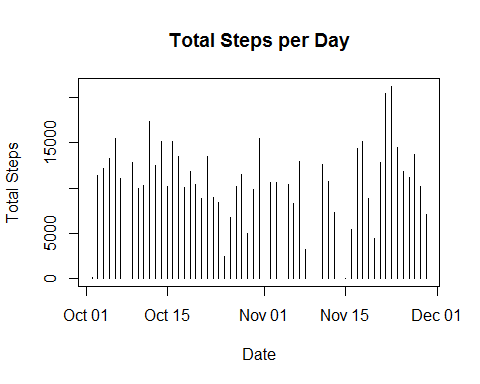 Total Steps per Day
Total Steps
15000
5000
0
Oct 01
Oct 15
Nov 01
Nov 15
Dec 01
Date